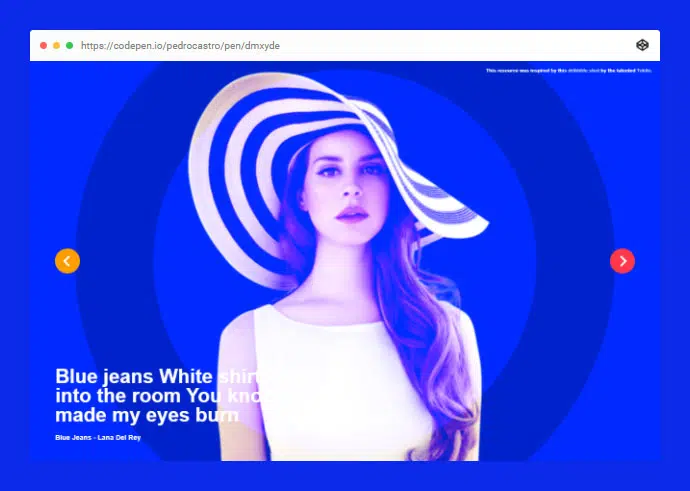 https://codepen.io/pedrocastro/pen/dmxyde
This resource was inspired by this dribbble shot by the talented
Blue jeans White shirt
into the room You kno
made my eyes burn
Blue Jeans - Lana Del Rey